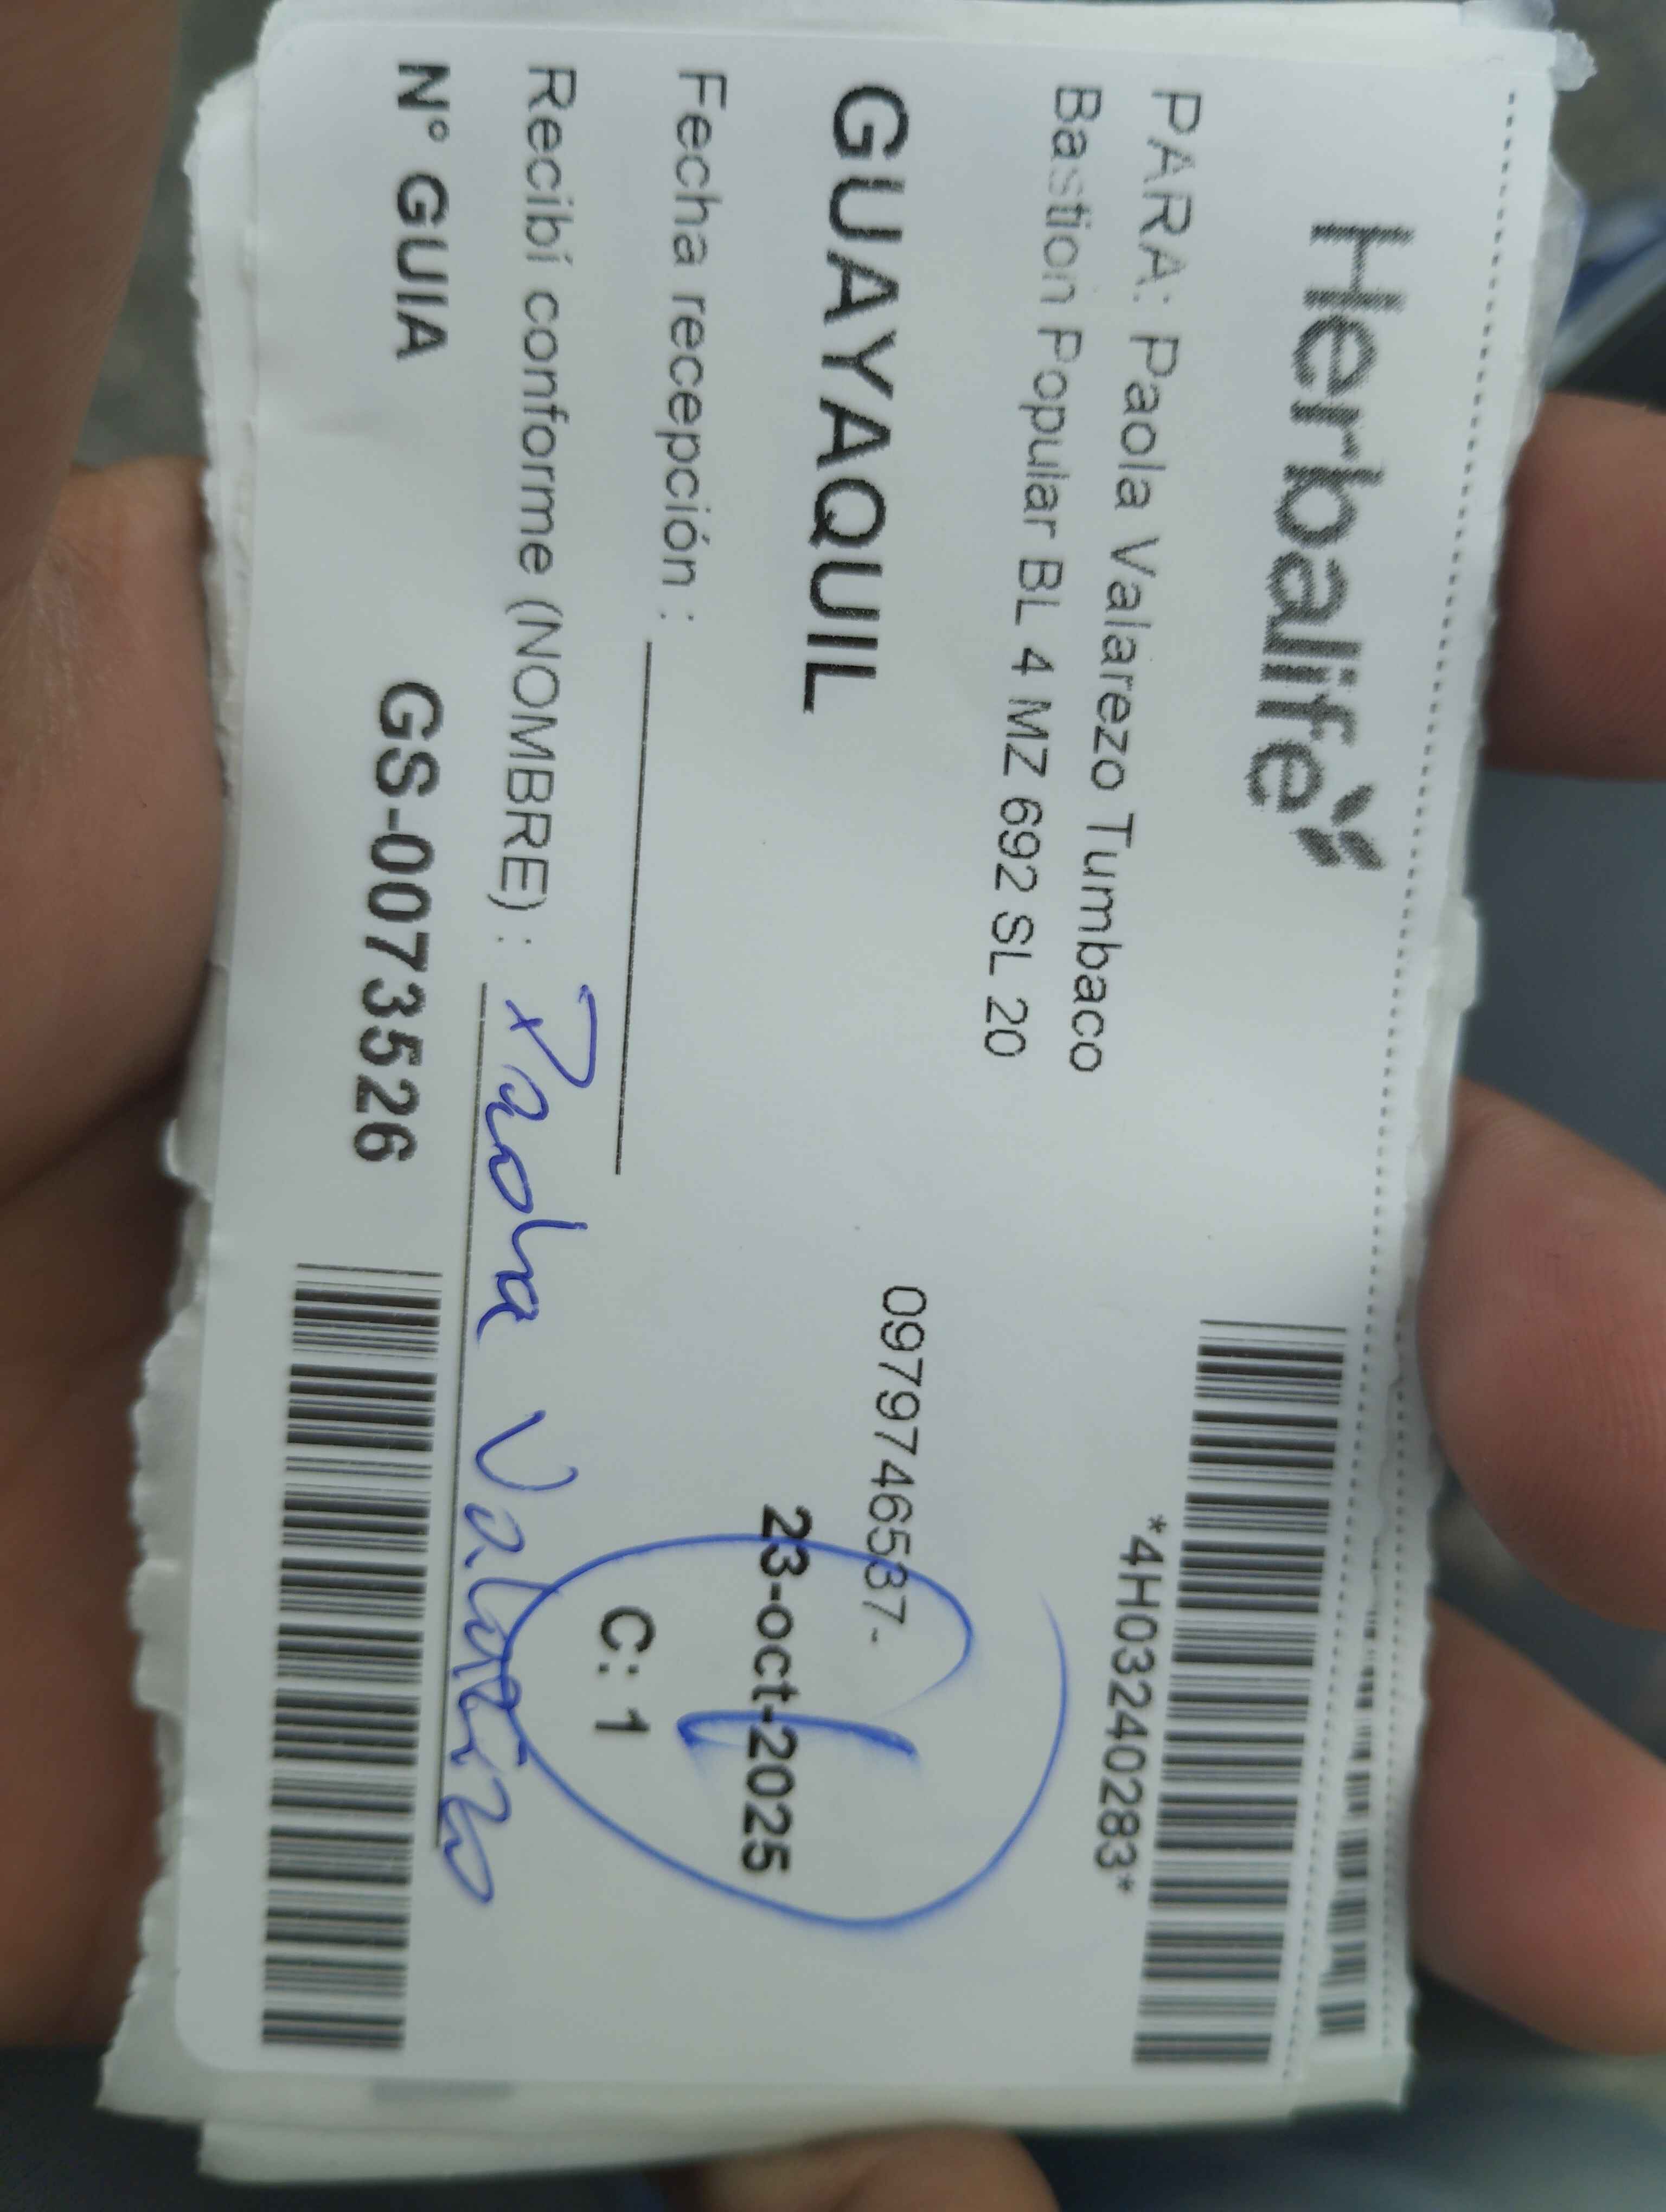 Herbalife
*4H03240283*
PARA: Paola Valarezo Tumbaco
Bastion Popular BL 4 MZ 692 SL 20
0979746537-
GUAYAQUIL
23-oct-2025
Fecha recepción :
C: 1
Recibí conforme (NOMBRE) : Paola Valarezo
N° GUIA GS-00735526